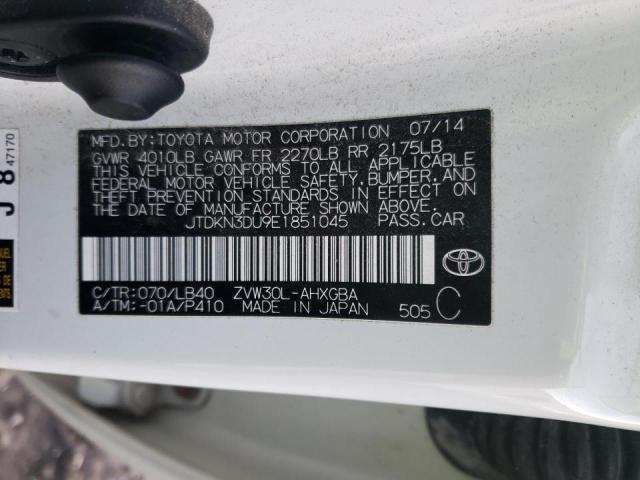 MFD. BY: TOYOTA MOTOR CORPORATION 07/14
GVWR 4010LB GAWR FR 2270LB RR 2175LB
THIS VEHICLE CONFORMS TO ALL APPLICABLE
FEDERAL MOTOR VEHICLE SAFETY, BUMPER, AND
THEFT PREVENTION STANDARDS IN EFFECT ON
THE DATE OF MANUFACTURE SHOWN ABOVE.
JTDKN3DU9E1851045 PASS. CAR
C/TR: 070/LB40 ZVW30L-AHXGBA
A/TM: -01A/P410 MADE IN JAPAN 505 C
J 8 47170